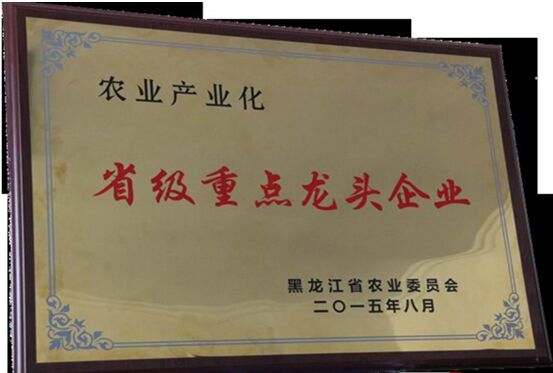 农业产业化
省级重点龙头企业
黑龙江省农业委员会
二〇一五年八月